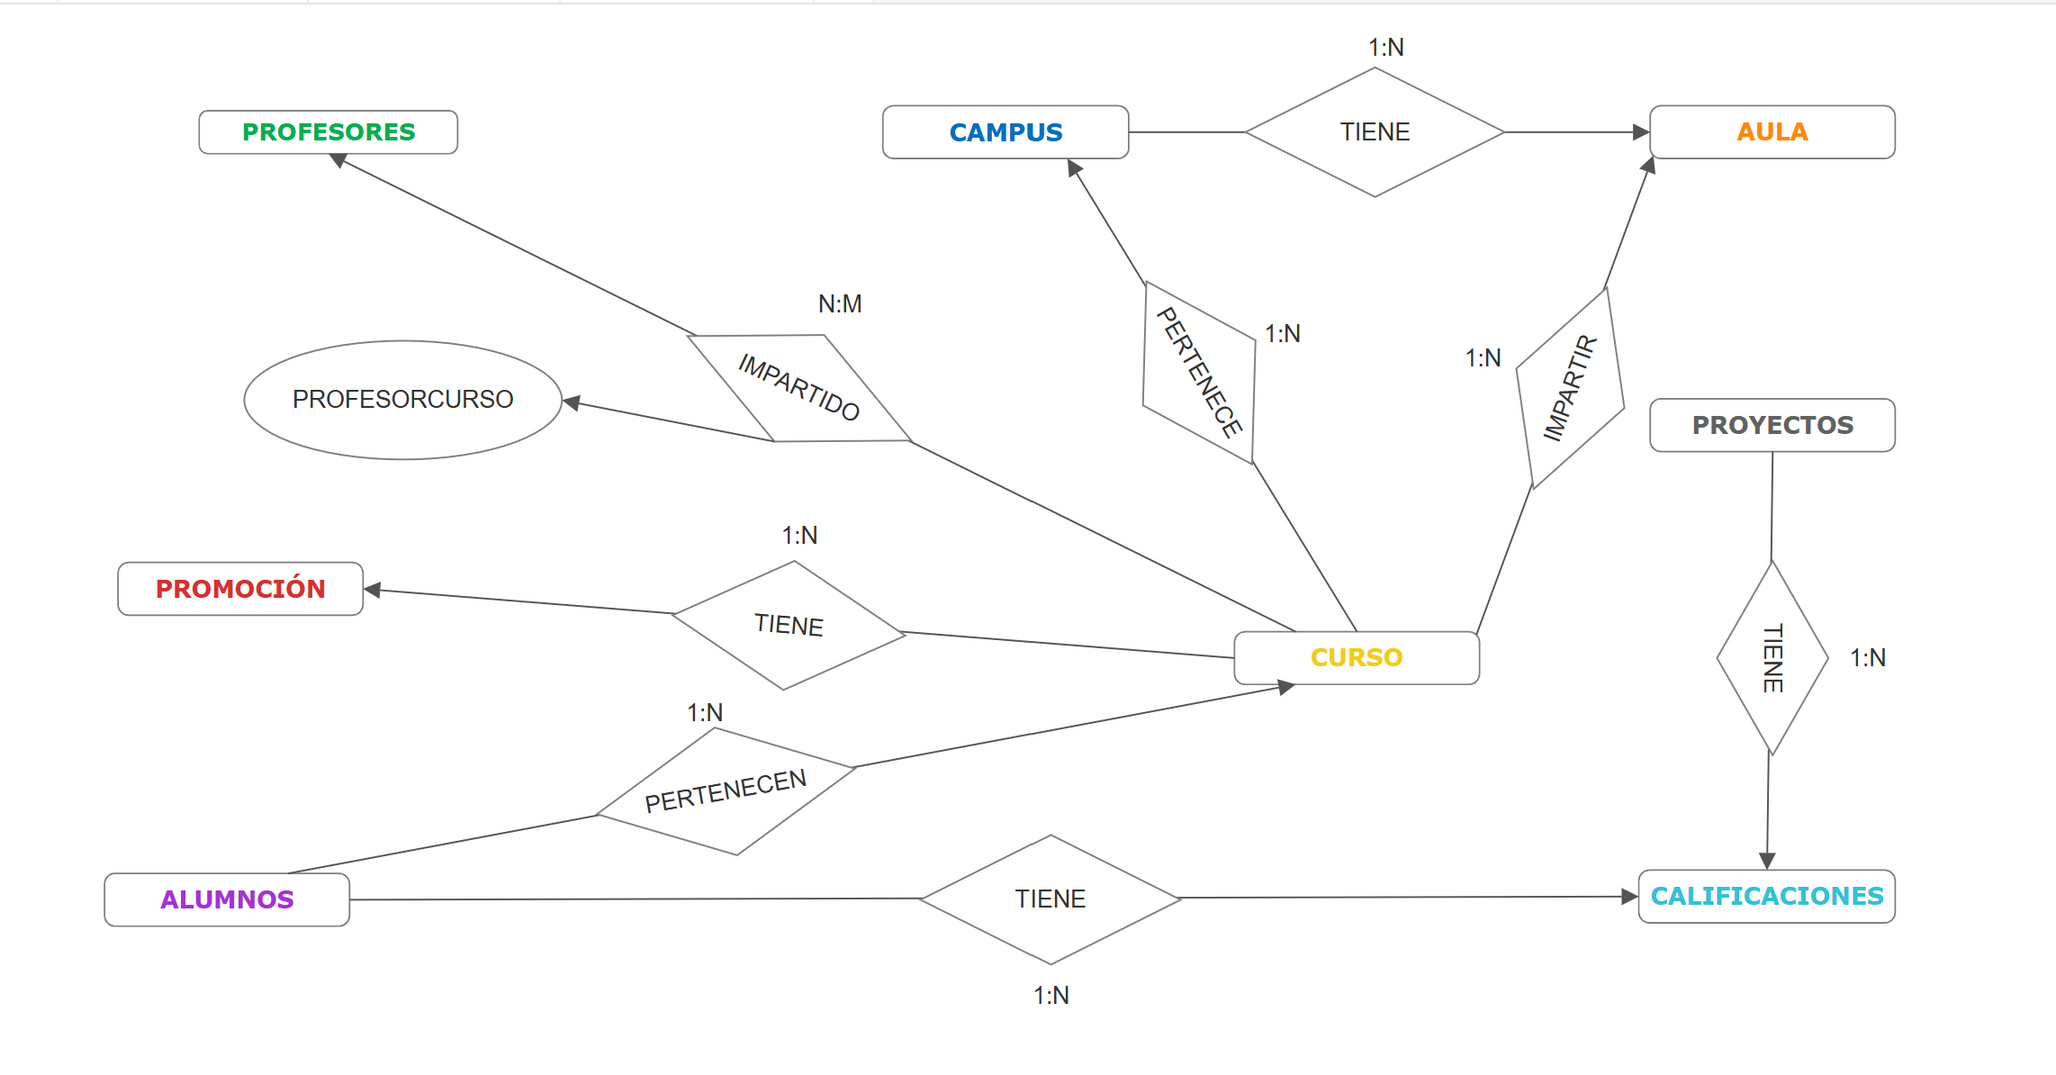 1:N
PROFESORES
CAMPUS
TIENE
AULA
N:M
1:N
1:N
IMPARTIDO
PERTENECE
IMPARTIR
PROFESORCURSO
PROYECTOS
1:N
PROMOCIÓN
TIENE
CURSO
TIENE
1:N
1:N
PERTENECEN
ALUMNOS
TIENE
CALIFICACIONES
1:N